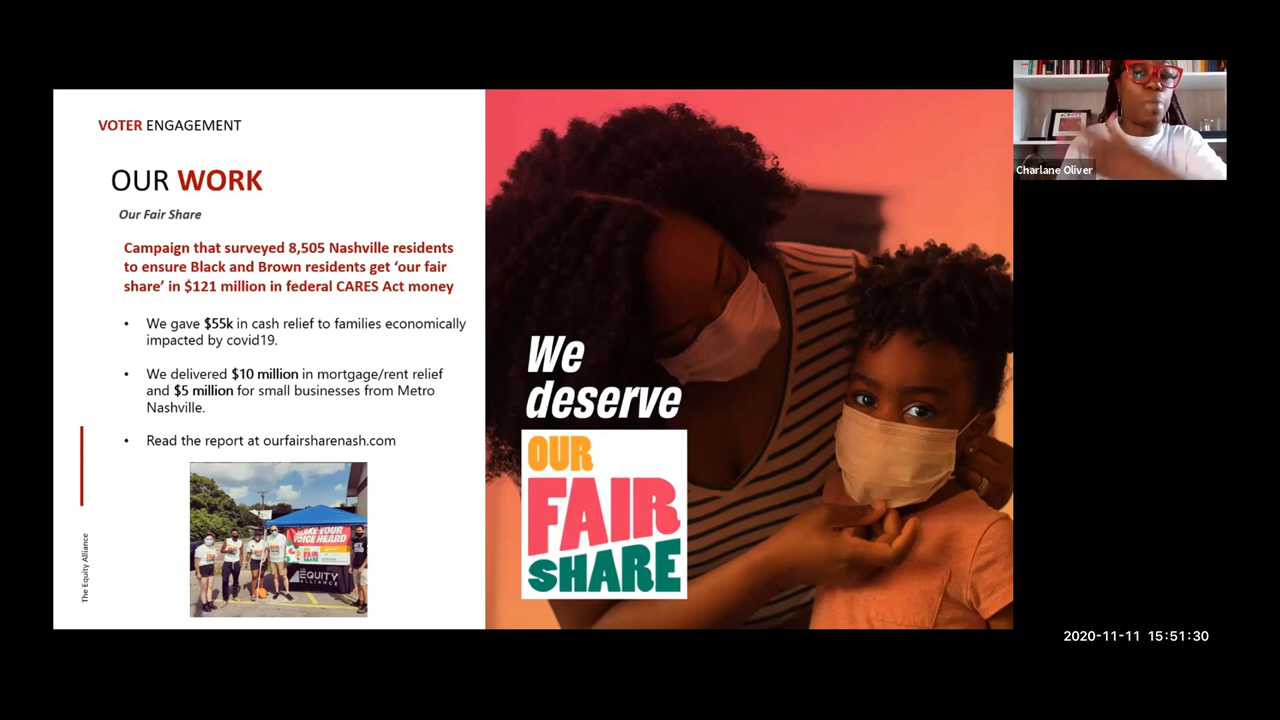 VOTER ENGAGEMENT
OUR WORK
Our Fair Share
Campaign that surveyed 8,505 Nashville residents
to ensure Black and Brown residents get ‘our fair
share’ in $121 million in federal CARES Act money
• We gave $55k in cash relief to families economically
impacted by covid19.
• We delivered $10 million in mortgage/rent relief
and $5 million for small businesses from Metro
Nashville.
• Read the report at ourfairsharenash.com
The Equity Alliance
MAKE YOUR
VOICE HEARD
OUR
FAIR
SHARE
EQUITY
ALLIANCE
We
deserve
OUR
FAIR
SHARE
Charlane Oliver
2020-11-11 15:51:30